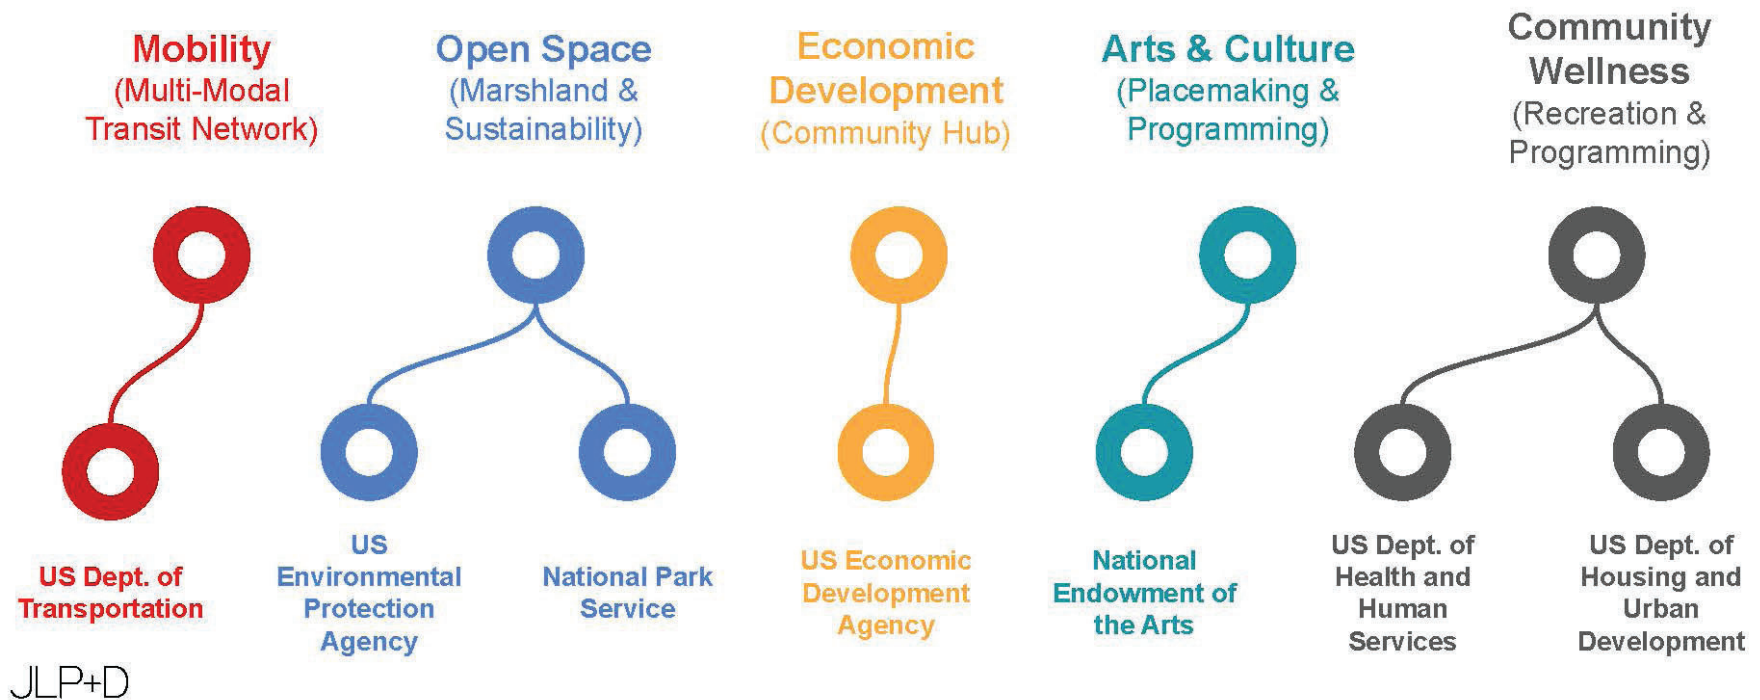 Mobility
(Multi-Modal
Transit Network)
Open Space
(Marshland &
Sustainability)
Economic
Development
(Community Hub)
Arts & Culture
(Placemaking &
Programming)
Community
Wellness
(Recreation &
Programming)
US Dept. of
Transportation
US
Environmental
Protection
Agency
National Park
Service
US Economic
Development
Agency
National
Endowment of
the Arts
US Dept. of
Health and
Human
Services
US Dept. of
Housing and
Urban
Development
JLP+D